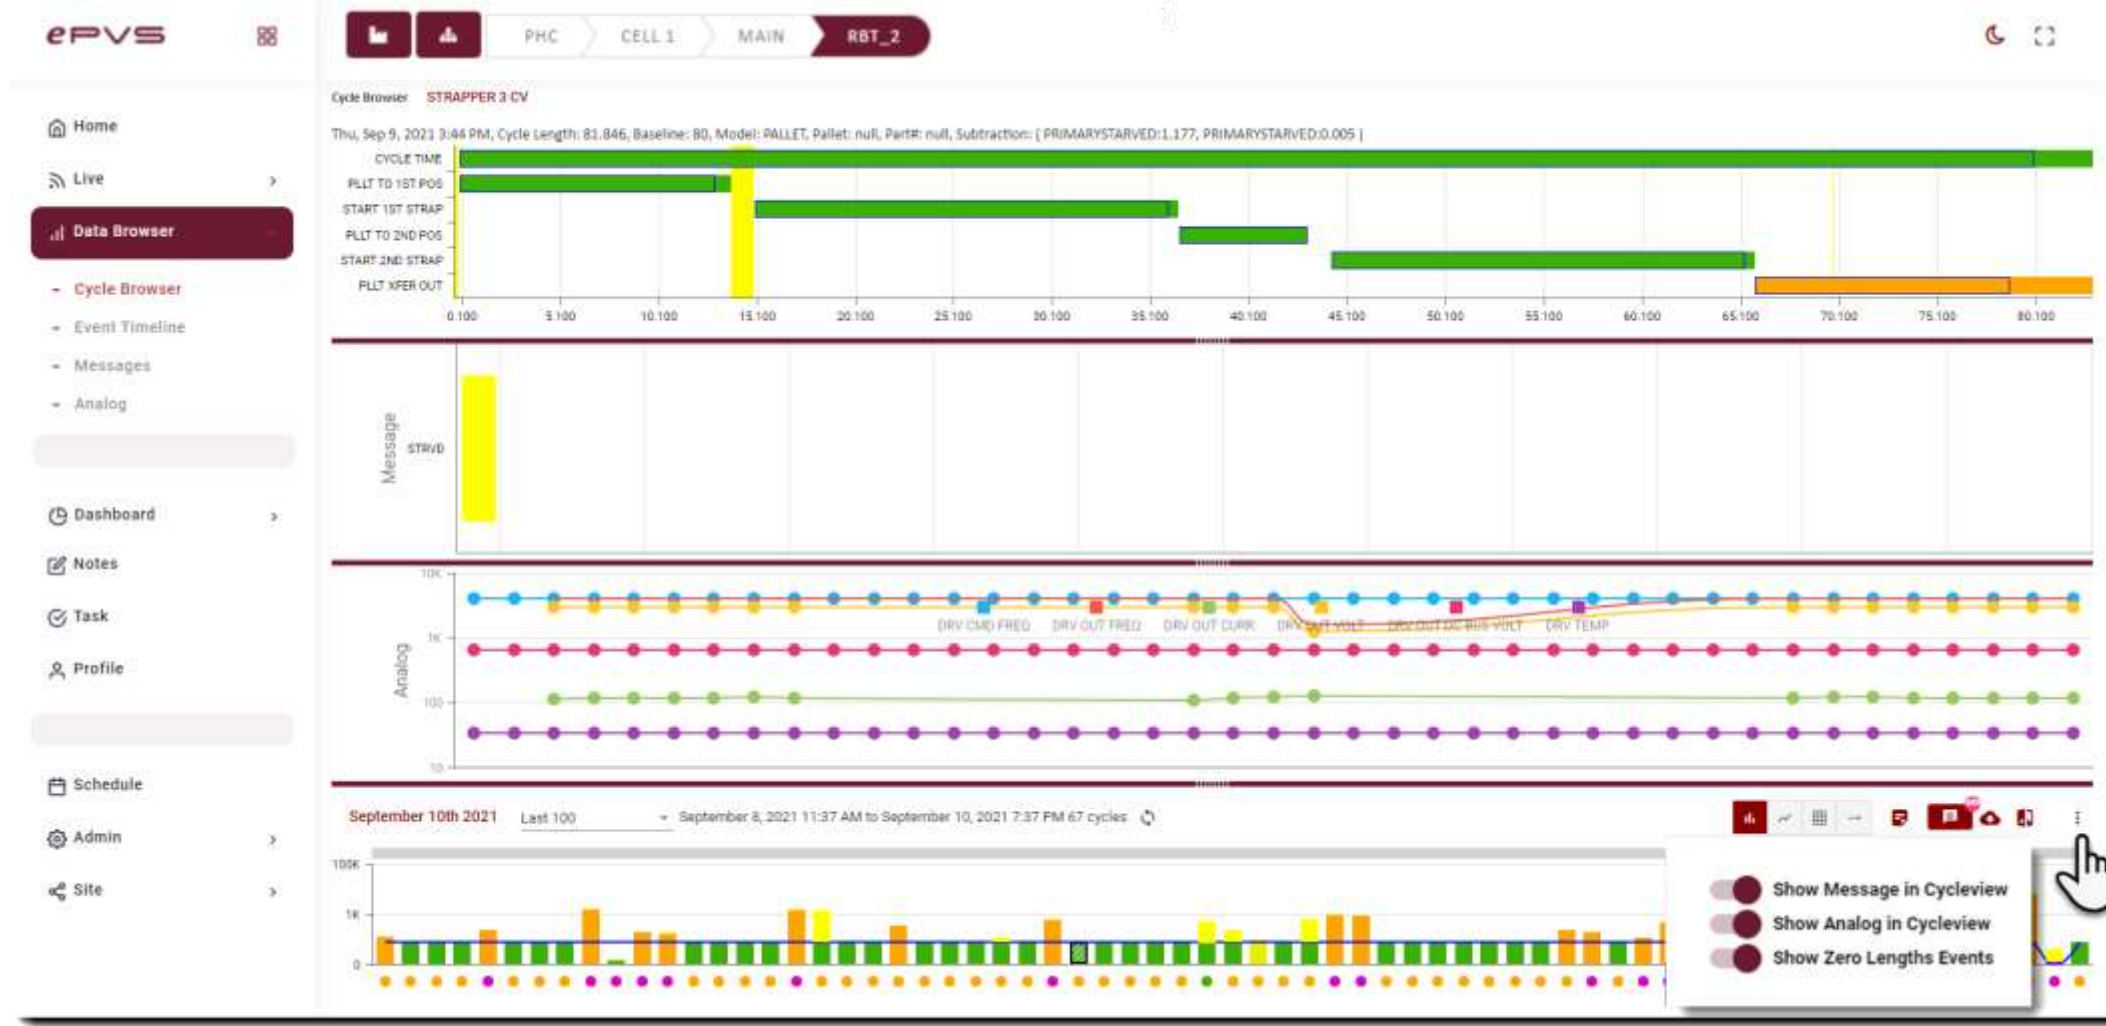 ePVS
PHC CELL 1 MAIN RBT_2
Home
Live
Data Browser
Cycle Browser
Event Timeline
Messages
Analog
Dashboard
Notes
Task
Profile
Schedule
Admin
Site
Cycle Browser STRAPPER 3 CV
Thu, Sep 9, 2021 3:44 PM, Cycle Length: 81.846, Baseline: 80, Model: PALLET, Pallet: null, Part#: null, Subtraction: ( PRIMARYSTARVED:1.177, PRIMARYSTARVED:0.005 )
CYCLE TIME
PLLT TO 1ST POS
START 1ST STRAP
PLLT TO 2ND POS
START 2ND STRAP
PLLT XFER OUT
0.100 5.100 10.100 15.100 20.100 25.100 30.100 35.100 40.100 45.100 50.100 55.100 60.100 65.100 70.100 75.100 80.100
Message
STRVD
Analog
10K
1K
100
10
DRV CMD FREQ DRV OUT FREQ DRV OUT CURR DRV OUT VOLT DRV OUT DC BUS VOLT DRV TEMP
September 10th 2021 Last 100 September 8, 2021 11:37 AM to September 10, 2021 7:37 PM 67 cycles
100K
1K
0
Show Message in Cycleview
Show Analog in Cycleview
Show Zero Lengths Events